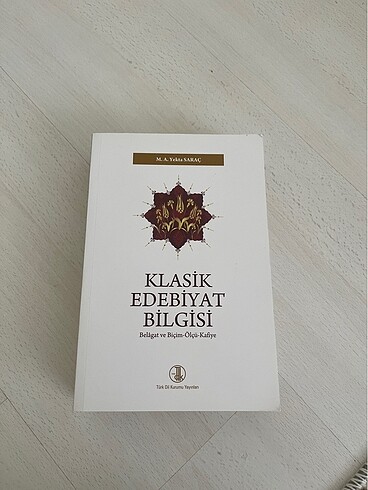 M. A. Yekta SARAÇ
KLASİK
EDEBİYAT
BİLGİSİ
Belâgat ve Biçim-Ölçü-Kafiye
Türk Dil Kurumu Yayınları